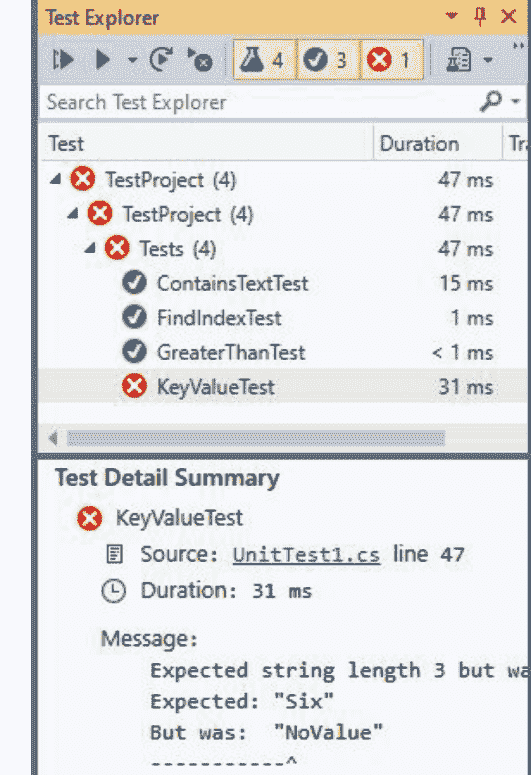 Test Explorer
4 3 1
Search Test Explorer
Test Duration
TestProject (4) 47 ms
TestProject (4) 47 ms
Tests (4) 47 ms
ContainsTextTest 15 ms
FindIndexTest 1 ms
GreaterThanTest < 1 ms
KeyValueTest 31 ms
Test Detail Summary
KeyValueTest
Source: UnitTest1.cs line 47
Duration: 31 ms
Message:
Expected string length 3 but
Expected: "Six"
But was: "NoValue"
-----------^